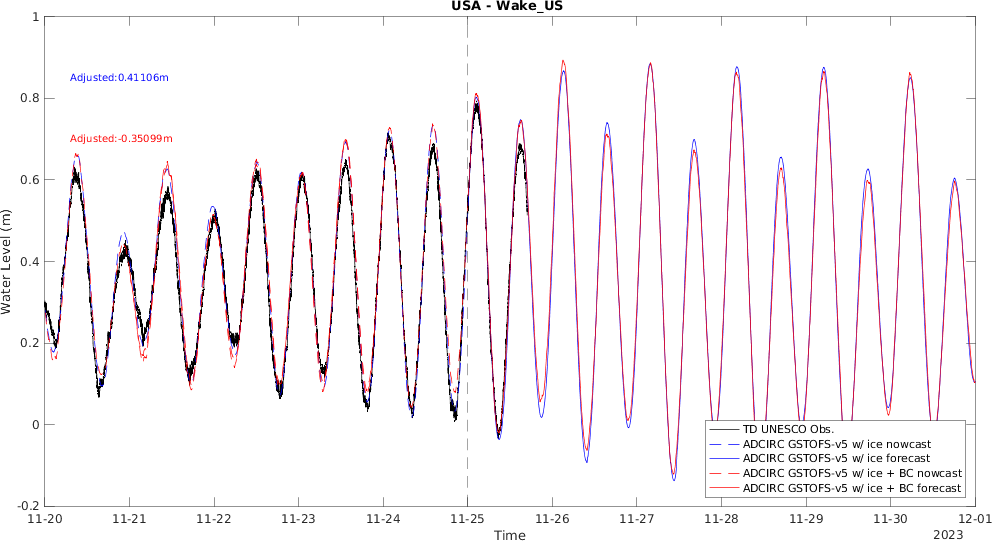 USA - Wake_US
1
0.8
0.6
0.4
0.2
0
-0.2
Water Level (m)
Adjusted:0.41106m
Adjusted:-0.35099m
TD UNESCO Obs.
ADCIRC GSTOFS-v5 w/ ice nowcast
ADCIRC GSTOFS-v5 w/ ice forecast
ADCIRC GSTOFS-v5 w/ ice + BC nowcast
ADCIRC GSTOFS-v5 w/ ice + BC forecast
11-20 11-21 11-22 11-23 11-24 11-25 11-26 11-27 11-28 11-29 11-30 12-01
Time
2023